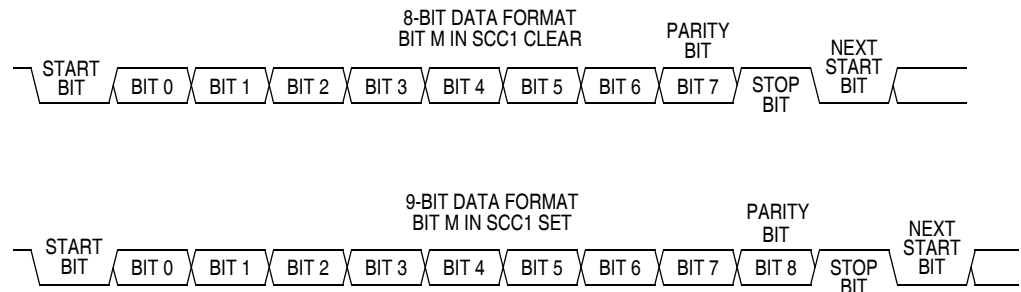 8-BIT DATA FORMAT
BIT M IN SCC1 CLEAR
PARITY
BIT
START
BIT
BIT 0
BIT 1
BIT 2
BIT 3
BIT 4
BIT 5
BIT 6
BIT 7
STOP
BIT
NEXT
START
BIT
9-BIT DATA FORMAT
BIT M IN SCC1 SET
PARITY
BIT
START
BIT
BIT 0
BIT 1
BIT 2
BIT 3
BIT 4
BIT 5
BIT 6
BIT 7
BIT 8
STOP
BIT
NEXT
START
BIT